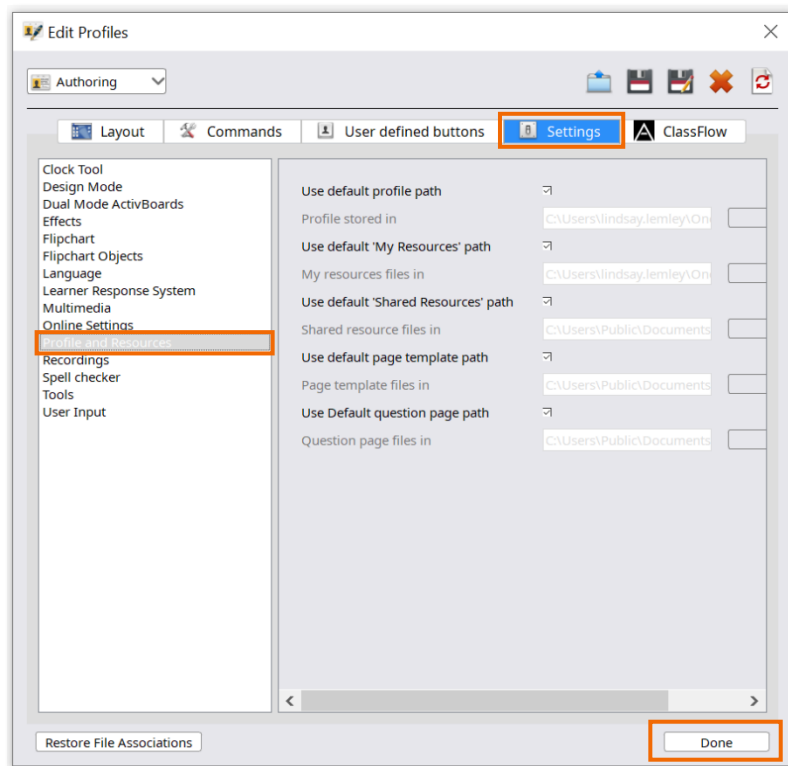 Edit Profiles
Authoring
Layout
Commands
User defined buttons
Settings
ClassFlow
Clock Tool
Design Mode
Dual Mode ActivBoards
Effects
Flipchart
Flipchart Objects
Language
Learner Response System
Multimedia
Online Settings
Profile and Resources
Recordings
Spell checker
Tools
User Input
Use default profile path
Profile stored in C:\Users\lindsay.lemley\On
Use default 'My Resources' path
My resources files in C:\Users\lindsay.lemley\On
Use default 'Shared Resources' path
Shared resource files in C:\Users\Public\Documents
Use default page template path
Page template files in C:\Users\Public\Documents
Use Default question page path
Question page files in C:\Users\Public\Documents
Restore File Associations
Done